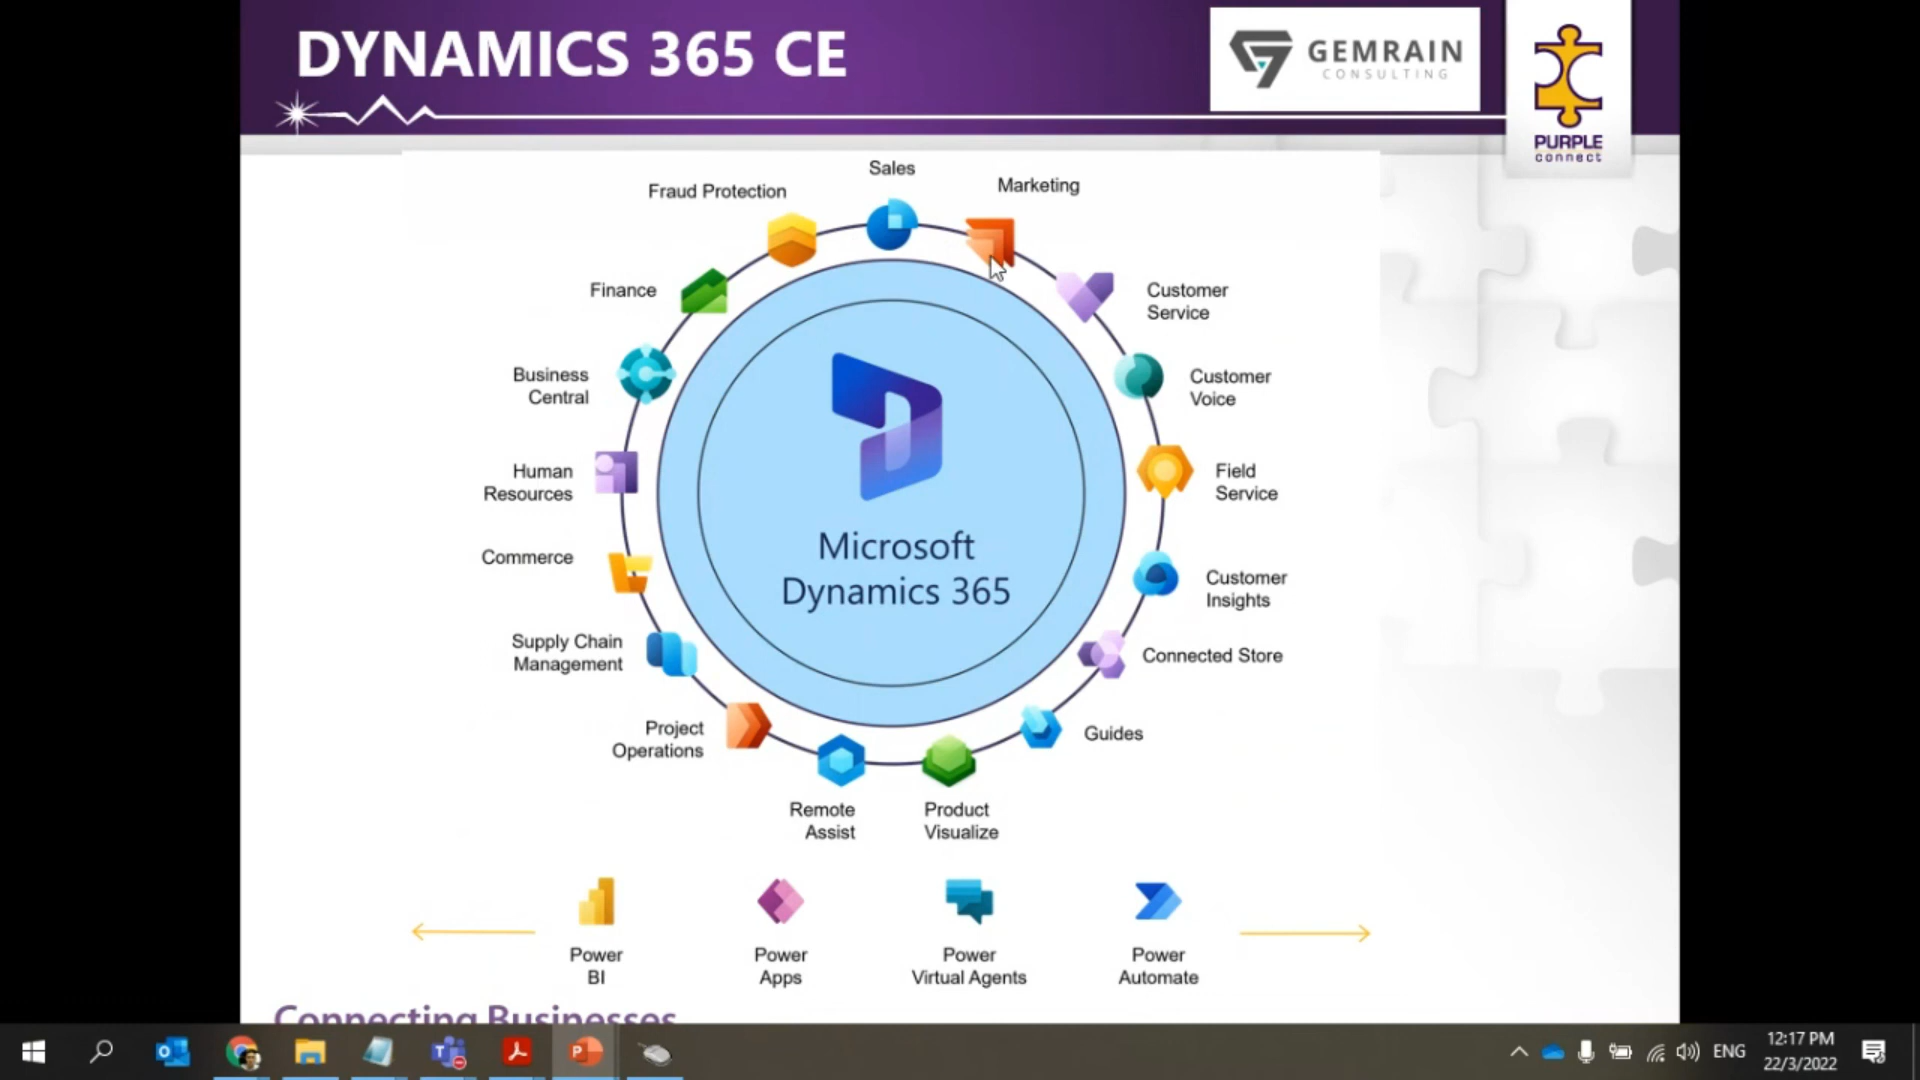 DYNAMICS 365 CE
GEMRAIN
CONSULTING
PURPLE
connect
Sales
Marketing
Fraud Protection
Customer
Service
Finance
Business
Central
Customer
Voice
Human
Resources
Field
Service
Commerce
Customer
Insights
Supply Chain
Management
Connected Store
Project
Operations
Guides
Remote
Assist
Product
Visualize
Microsoft
Dynamics 365
Power
BI
Power
Apps
Power
Virtual Agents
Power
Automate
Connecting Businesses
ENG
12:17 PM
22/3/2022